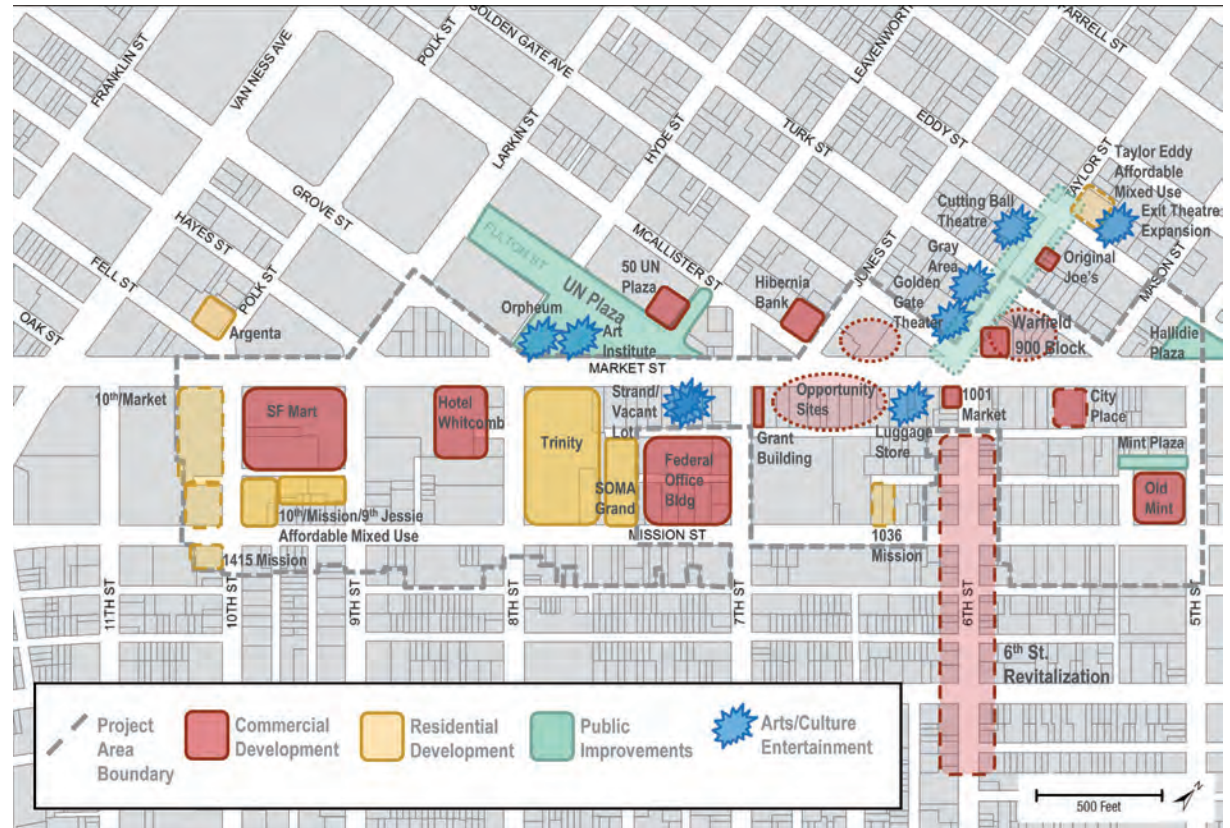 FRANKLIN ST
VAN NESS AVE
POLK ST
GOLDEN GATE AVE
LARKIN ST
HYDE ST
TURK ST
LEAVENWORTH
EDDY ST
TAYLOR ST
MASON ST
HAYES ST
GROVE ST
POLK ST
FELL ST
OAK ST
MCALLISTER ST
JONES ST
FULTON ST
UN Plaza
50 UN
Plaza
Hibernia
Bank
Cutting Ball
Theatre
Gray
Area
Golden
Gate
Theater
Taylor Eddy
Affordable
Mixed Use
Exit Theatre
Expansion
Original
Joe's
Warfield
900 Block
Hallidie
Plaza
Argenta
Orpheum
Art
Institute
MARKET ST
10th/Market
SF Mart
Hotel
Whitcomb
Trinity
Strand/
Vacant
Lot
SOMA
Grand
Federal
Office
Bldg
Grant
Building
Opportunity
Sites
Luggage
Store
1001
Market
City
Place
Mint Plaza
Old
Mint
10th/Mission/9th Jessie
Affordable Mixed Use
1415 Mission
MISSION ST
1036
Mission
11TH ST
10TH ST
9TH ST
8TH ST
7TH ST
6TH ST
5TH ST
6th St.
Revitalization
Project
Area
Boundary
Commercial
Development
Residential
Development
Public
Improvements
Arts/Culture
Entertainment
500 Feet
N